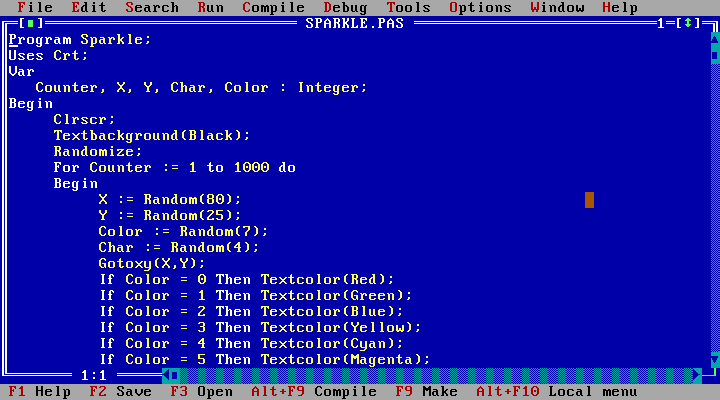 File Edit Search Run Compile Debug Tools Options Window Help
[■] SPARKLE.PAS 1=[↕]
Program Sparkle;
Uses Crt;
Var
   Counter, X, Y, Char, Color : Integer;
Begin
     Clrscr;
     Textbackground(Black);
     Randomize;
     For Counter := 1 to 1000 do
     Begin
          X := Random(80);
          Y := Random(25);
          Color := Random(7);
          Char := Random(4);
          Gotoxy(X,Y);
          If Color = 0 Then Textcolor(Red);
          If Color = 1 Then Textcolor(Green);
          If Color = 2 Then Textcolor(Blue);
          If Color = 3 Then Textcolor(Yellow);
          If Color = 4 Then Textcolor(Cyan);
          If Color = 5 Then Textcolor(Magenta);
1:1
F1 Help F2 Save F3 Open Alt+F9 Compile F9 Make Alt+F10 Local menu